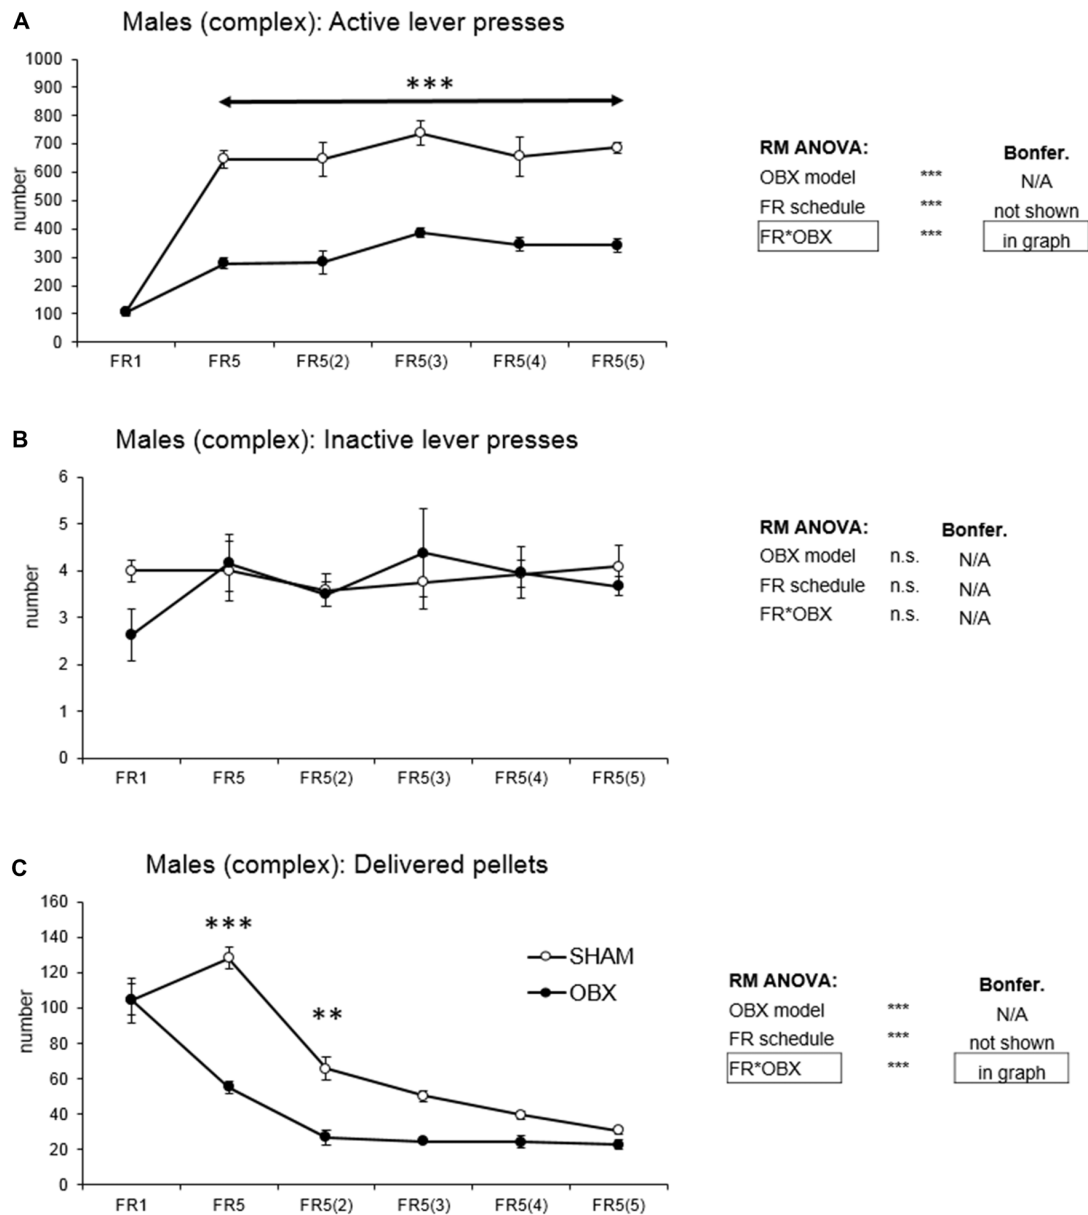 A
Males (complex): Active lever presses
1000
900
800
700
600
500
400
300
200
100
0
number
***
FR1 FR5 FR5(2) FR5(3) FR5(4) FR5(5)
RM ANOVA: Bonfer.
OBX model *** N/A
FR schedule *** not shown
FR*OBX *** in graph
B
Males (complex): Inactive lever presses
6
5
4
3
2
1
0
number
FR1 FR5 FR5(2) FR5(3) FR5(4) FR5(5)
RM ANOVA: Bonfer.
OBX model n.s. N/A
FR schedule n.s. N/A
FR*OBX n.s. N/A
C
Males (complex): Delivered pellets
160
140
120
100
80
60
40
20
0
number
***
**
SHAM
OBX
FR1 FR5 FR5(2) FR5(3) FR5(4) FR5(5)
RM ANOVA: Bonfer.
OBX model *** N/A
FR schedule *** not shown
FR*OBX *** in graph